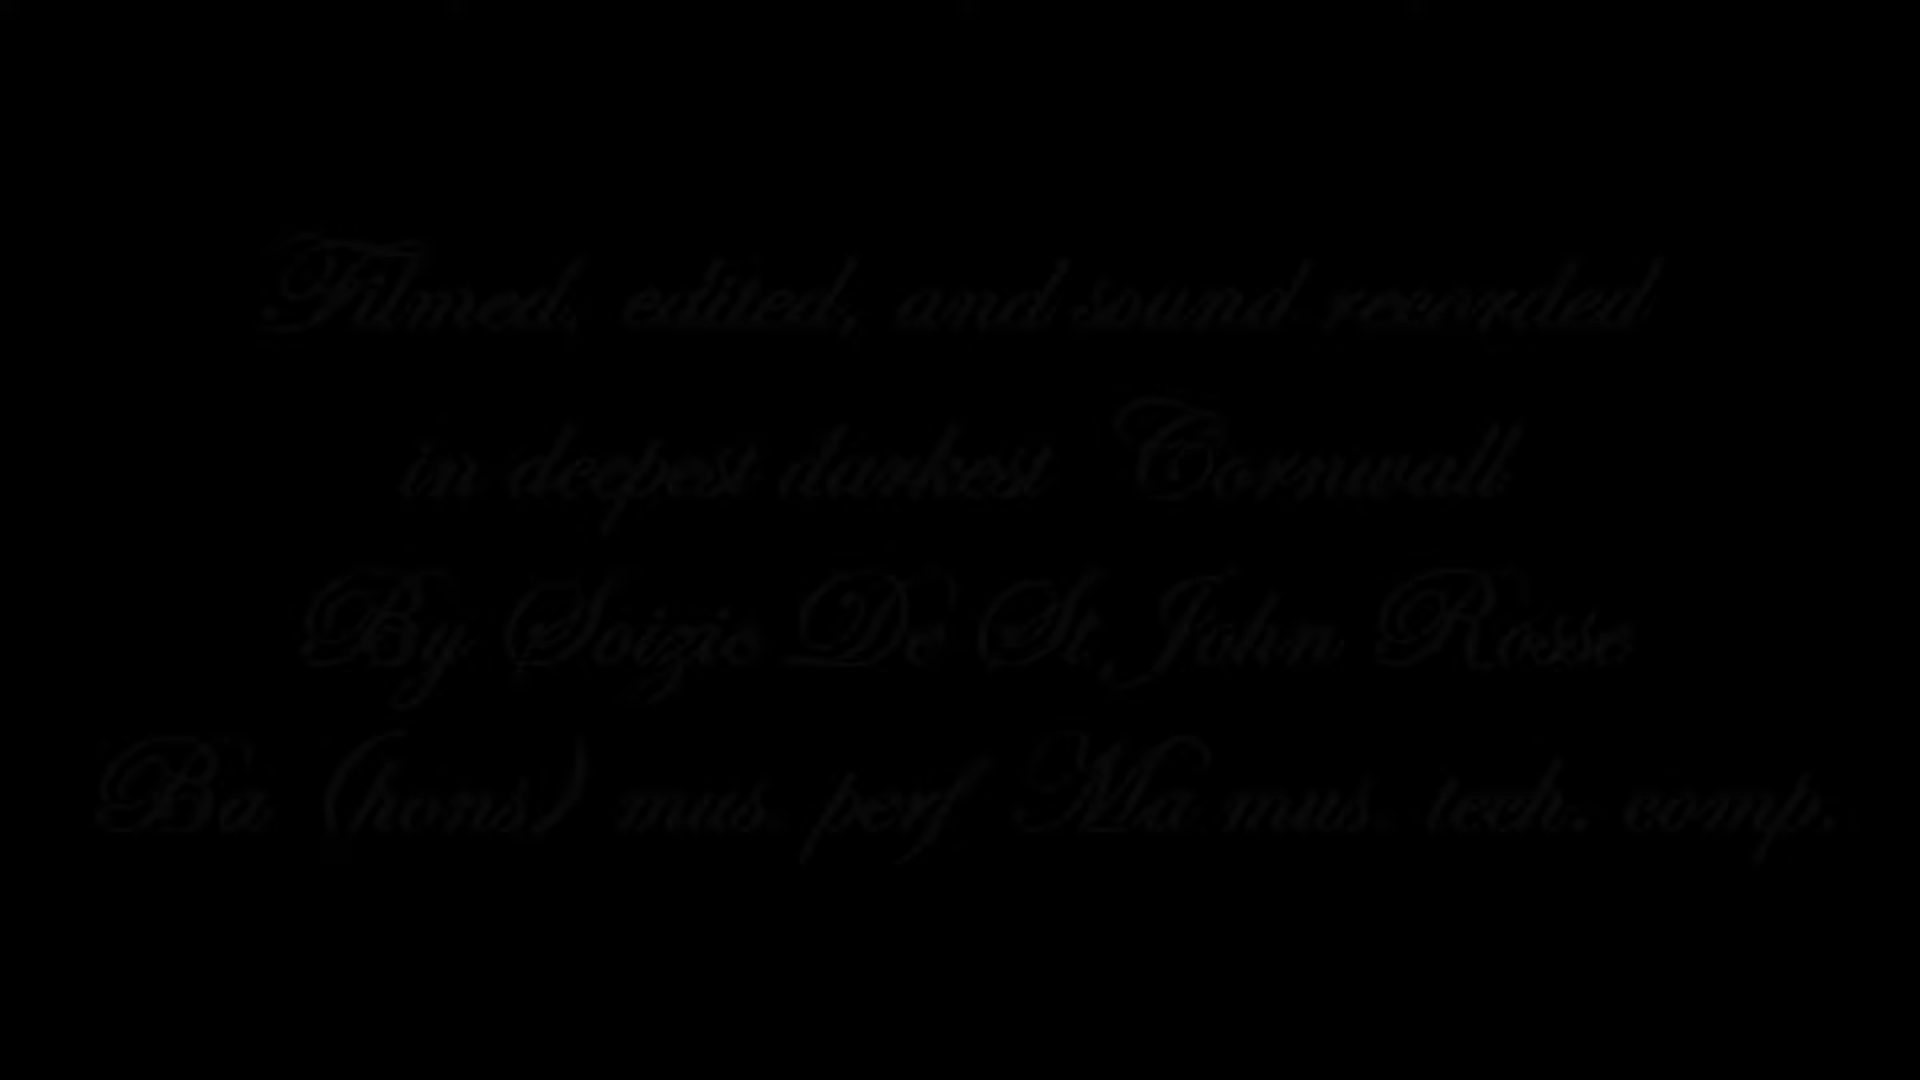 Filmed, edited, and sound recorded
in deepest darkest Cornwall
By Soizic De St. John Rosse
Ba (hons) mus. perf Ma mus. tech. comp.